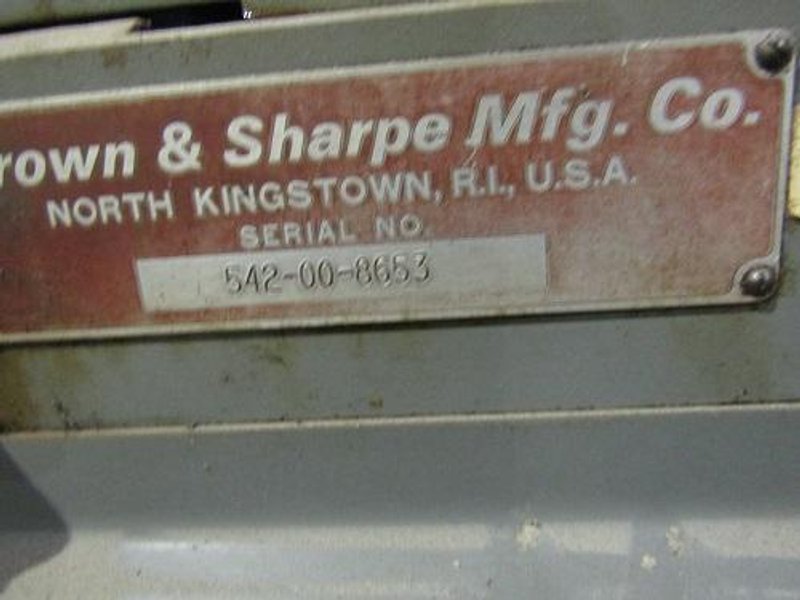 rown & Sharpe Mfg. Co.
NORTH KINGSTOWN, R.I., U.S.A.
SERIAL NO.
542-00-8653